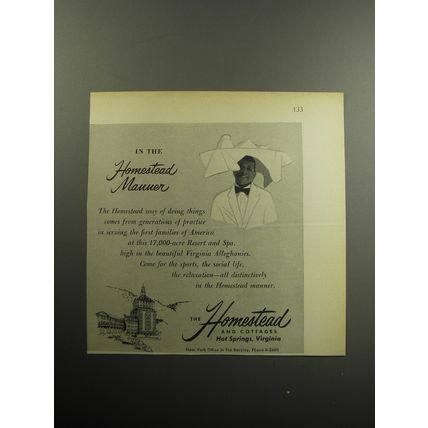 133
IN THE
Homestead
Manner
The Homestead way of doing things
comes from generations of practice
in serving the first families of America
at this 17,000-acre Resort and Spa,
high in the beautiful Virginia Alleghanies.
Come for the sports, the social life,
the relaxation—all distinctively
in the Homestead manner.
THE Homestead
AND COTTAGES
Hot Springs, Virginia
New York Office in The Barclay, PLaza